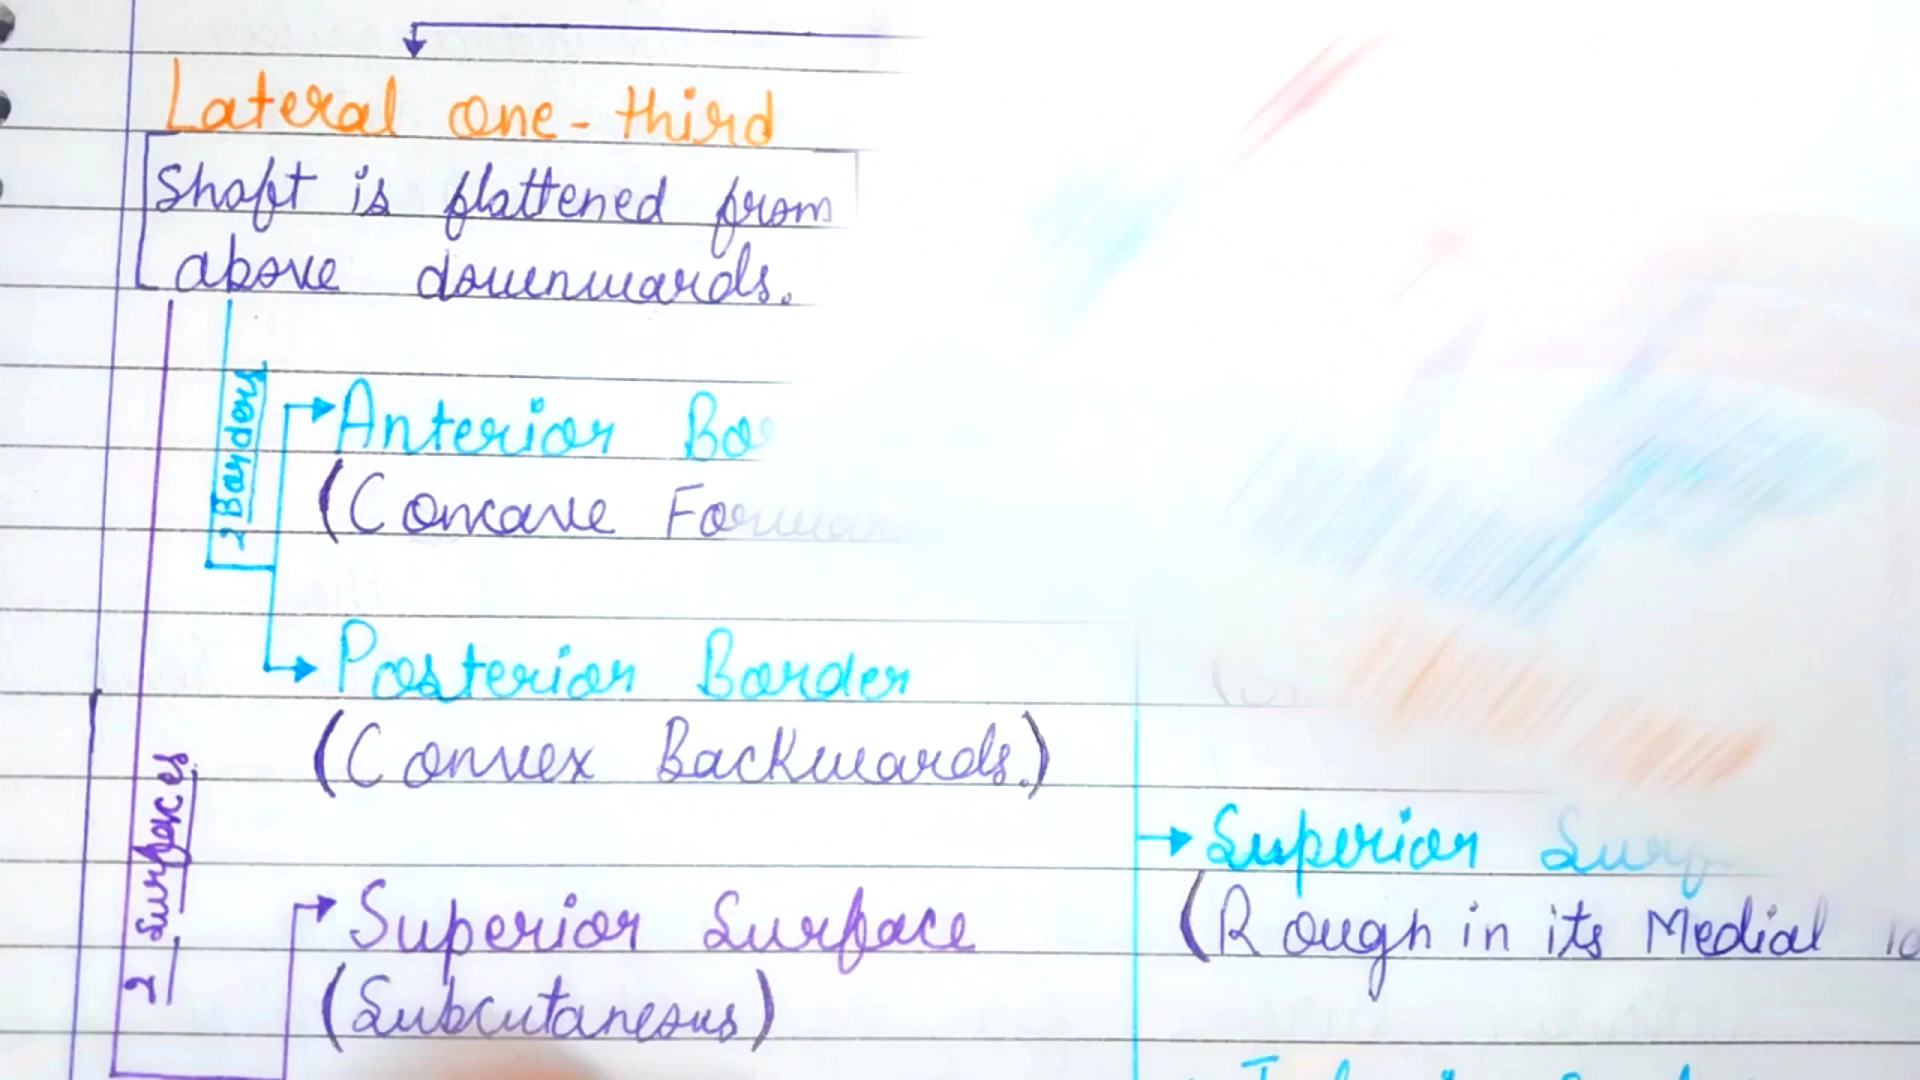 Lateral one-third
Shaft is flattened from
above downwards.
2 Borders
Anterior
(Concave
Posterior Border
(Convex Backwards.)
2 Surfaces
Superior Surface
(Subcutaneous)
Superior
(Rough in its Medial